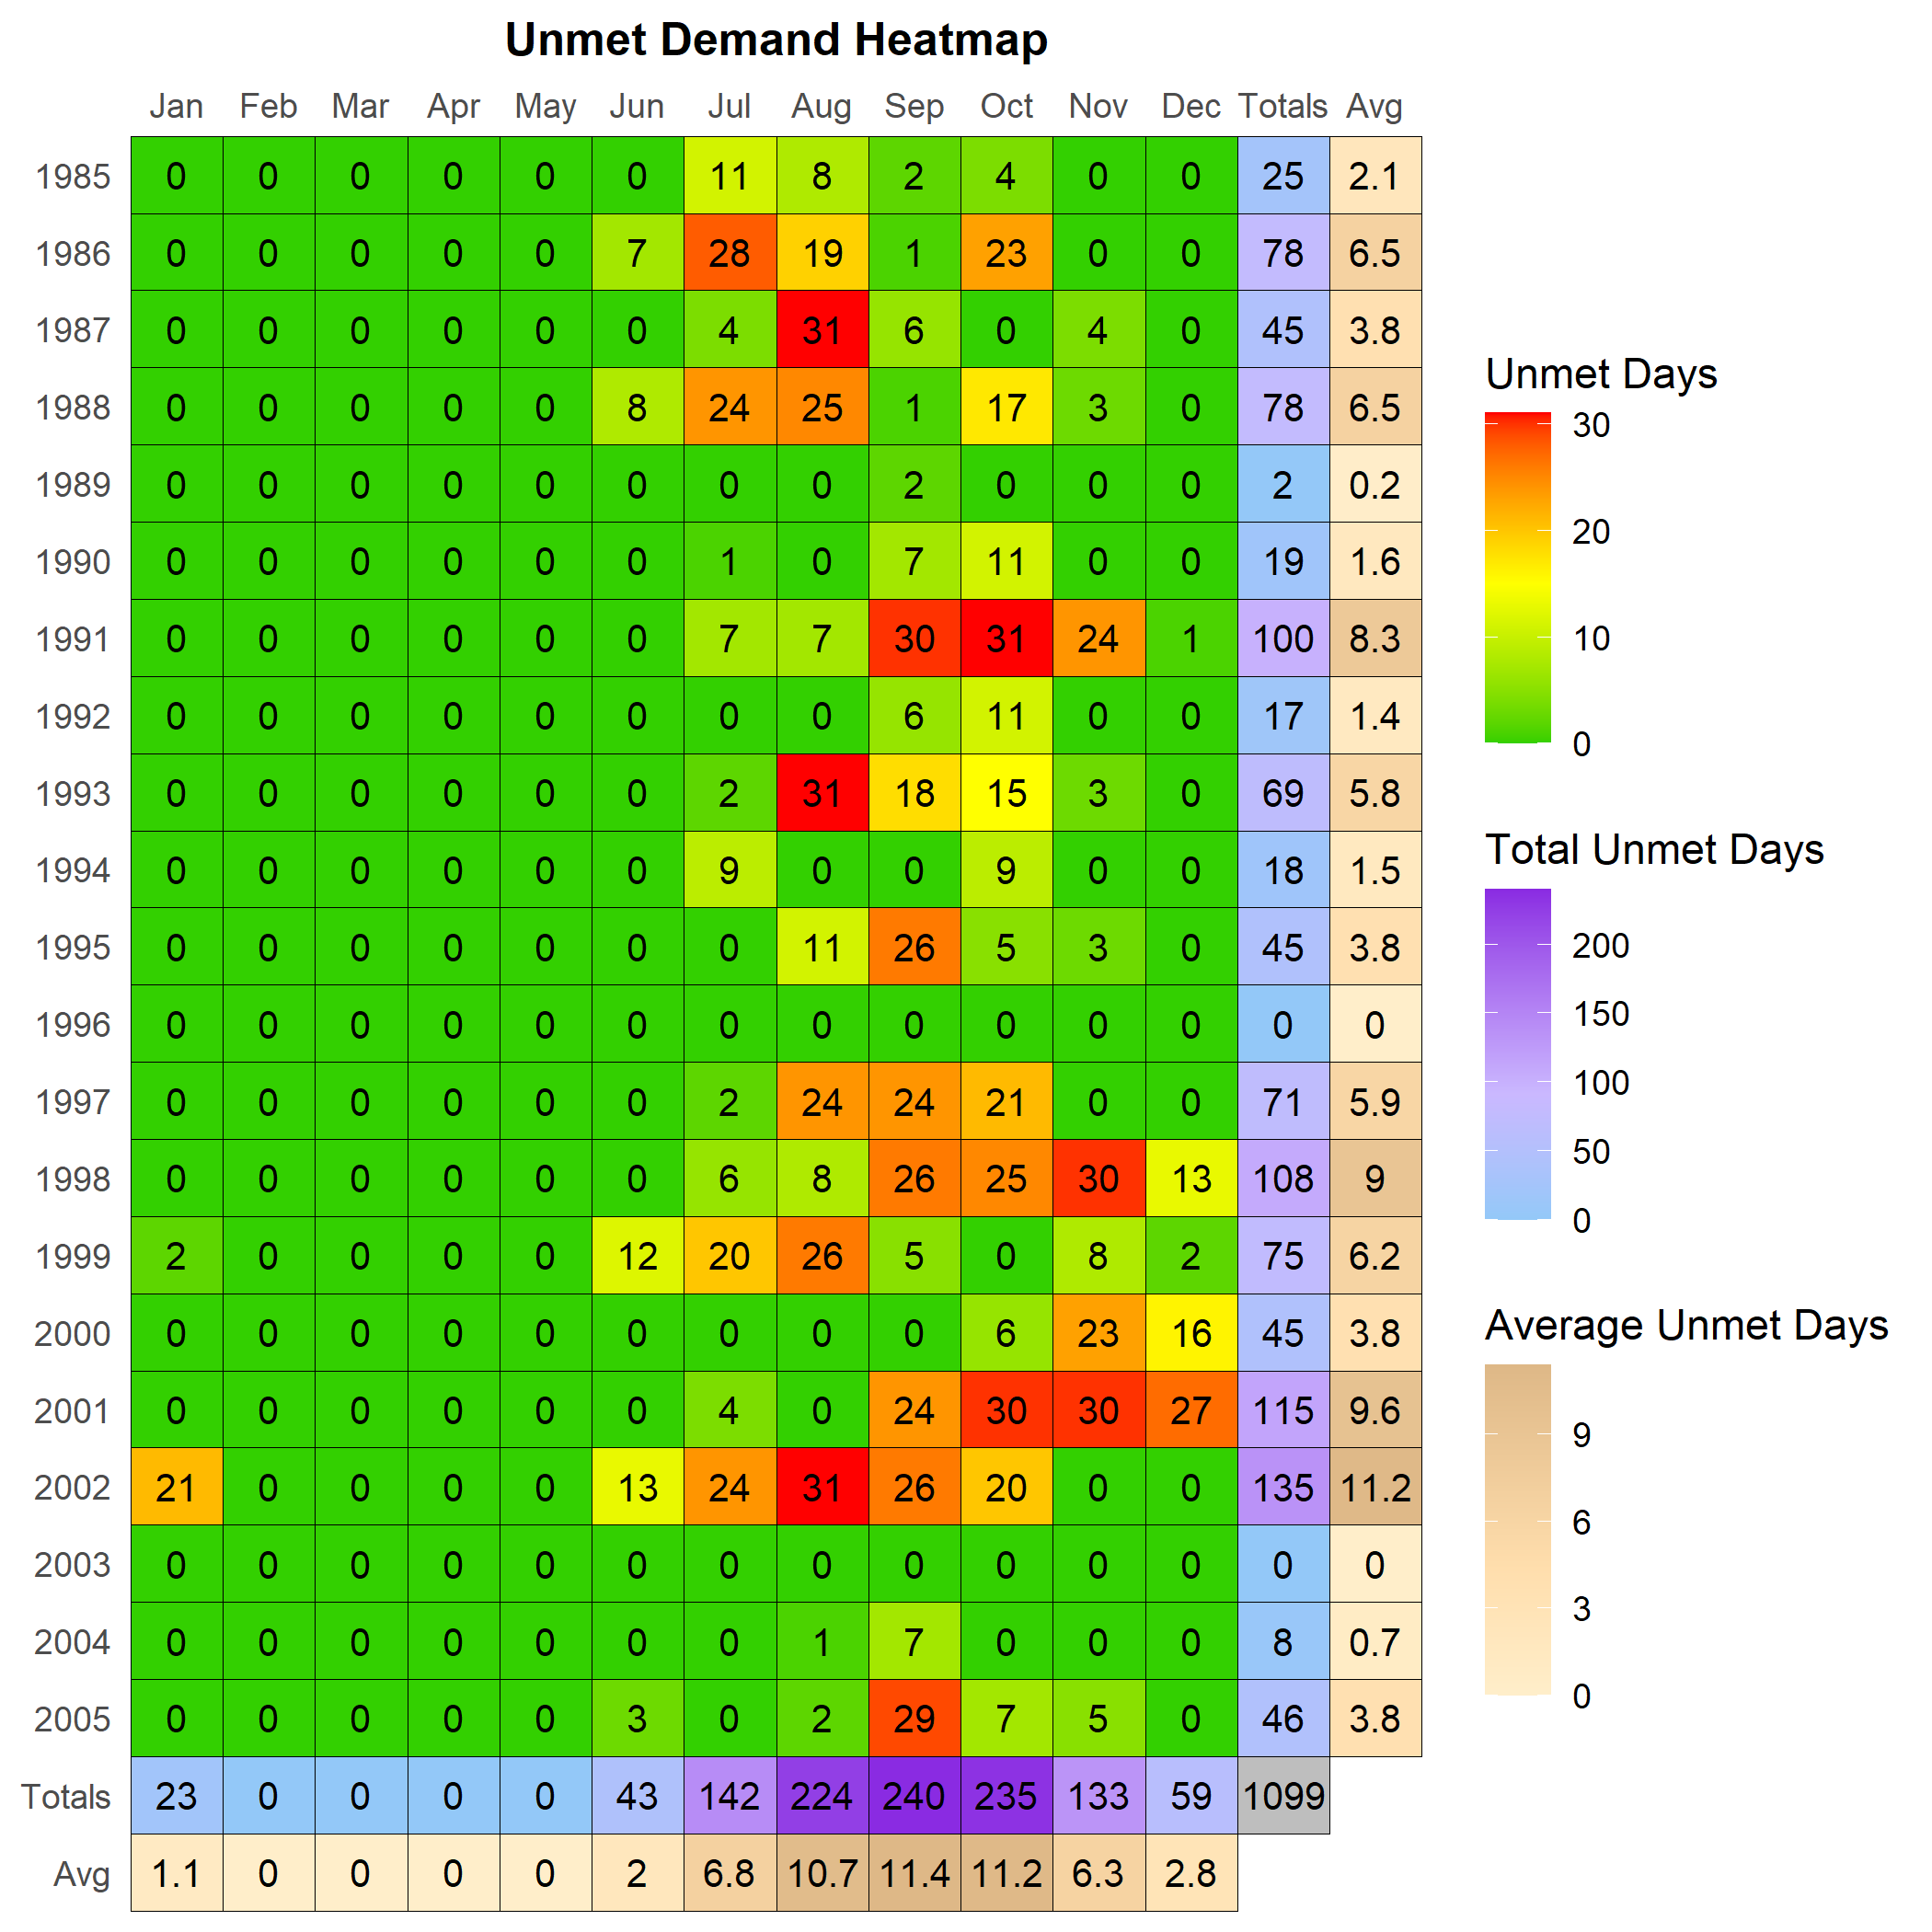 Unmet Demand Heatmap
Jan Feb Mar Apr May Jun Jul Aug Sep Oct Nov Dec Totals Avg
1985 0 0 0 0 0 0 11 8 2 4 0 0 25 2.1
1986 0 0 0 0 0 7 28 19 1 23 0 0 78 6.5
1987 0 0 0 0 0 0 4 31 6 0 4 0 45 3.8
1988 0 0 0 0 0 8 24 25 1 17 3 0 78 6.5
1989 0 0 0 0 0 0 0 0 2 0 0 0 2 0.2
1990 0 0 0 0 0 0 1 0 7 11 0 0 19 1.6
1991 0 0 0 0 0 0 7 7 30 31 24 1 100 8.3
1992 0 0 0 0 0 0 0 0 6 11 0 0 17 1.4
1993 0 0 0 0 0 0 2 31 18 15 3 0 69 5.8
1994 0 0 0 0 0 0 9 0 0 9 0 0 18 1.5
1995 0 0 0 0 0 0 0 11 26 5 3 0 45 3.8
1996 0 0 0 0 0 0 0 0 0 0 0 0 0 0
1997 0 0 0 0 0 0 2 24 24 21 0 0 71 5.9
1998 0 0 0 0 0 0 6 8 26 25 30 13 108 9
1999 2 0 0 0 0 12 20 26 5 0 8 2 75 6.2
2000 0 0 0 0 0 0 0 0 0 6 23 16 45 3.8
2001 0 0 0 0 0 0 4 0 24 30 30 27 115 9.6
2002 21 0 0 0 0 13 24 31 26 20 0 0 135 11.2
2003 0 0 0 0 0 0 0 0 0 0 0 0 0 0
2004 0 0 0 0 0 0 0 1 7 0 0 0 8 0.7
2005 0 0 0 0 0 3 0 2 29 7 5 0 46 3.8
Totals 23 0 0 0 0 43 142 224 240 235 133 59 1099
Avg 1.1 0 0 0 0 2 6.8 10.7 11.4 11.2 6.3 2.8
Unmet Days
30
20
10
0
Total Unmet Days
200
150
100
50
0
Average Unmet Days
9
6
3
0